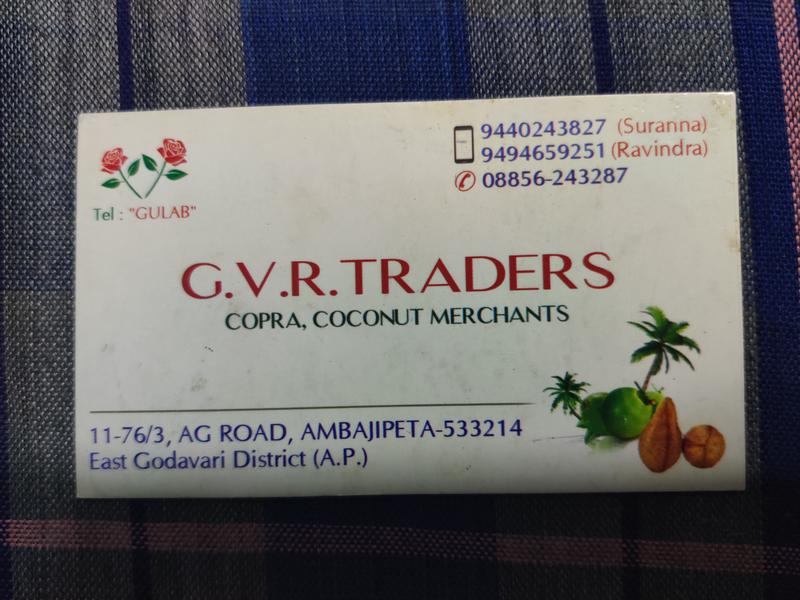 9440243827 (Suranna)
9494659251 (Ravindra)
08856-243287
Tel : "GULAB"
G.V.R.TRADERS
COPRA, COCONUT MERCHANTS
11-76/3, AG ROAD, AMBAJIPETA-533214
East Godavari District (A.P.)